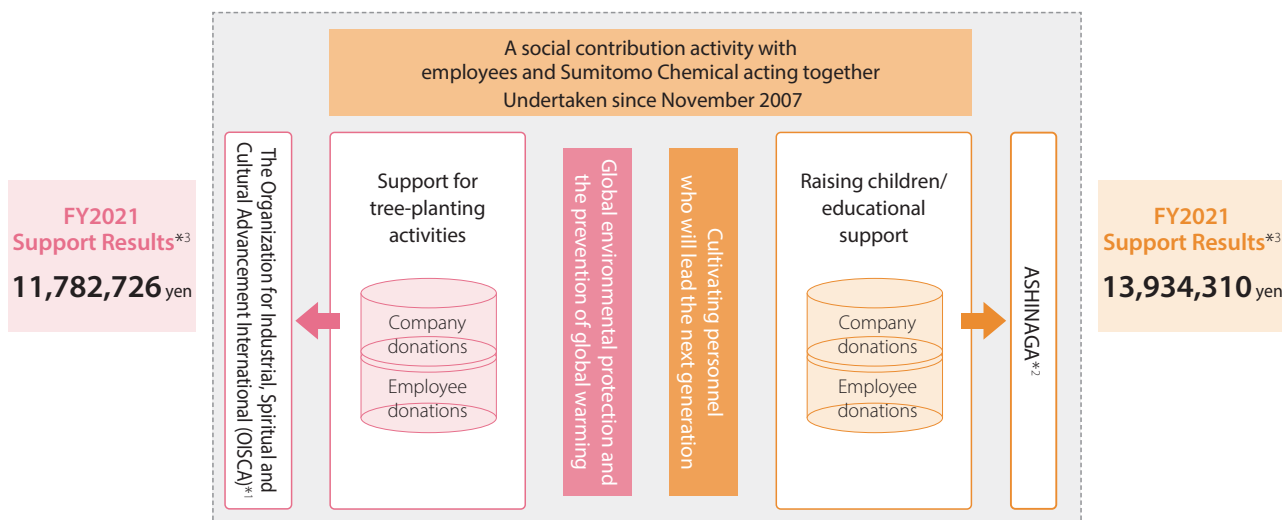 A social contribution activity with
employees and Sumitomo Chemical acting together
Undertaken since November 2007
FY2021
Support Results*3
11,782,726 yen
The Organization for Industrial, Spiritual and
Cultural Advancement International (OISCA)*1
Support for
tree-planting
activities
Company
donations
Employee
donations
Global environmental protection and
the prevention of global warming
Cultivating personnel
who will lead the next generation
Raising children/
educational
support
Company
donations
Employee
donations
ASHINAGA*2
FY2021
Support Results*3
13,934,310 yen